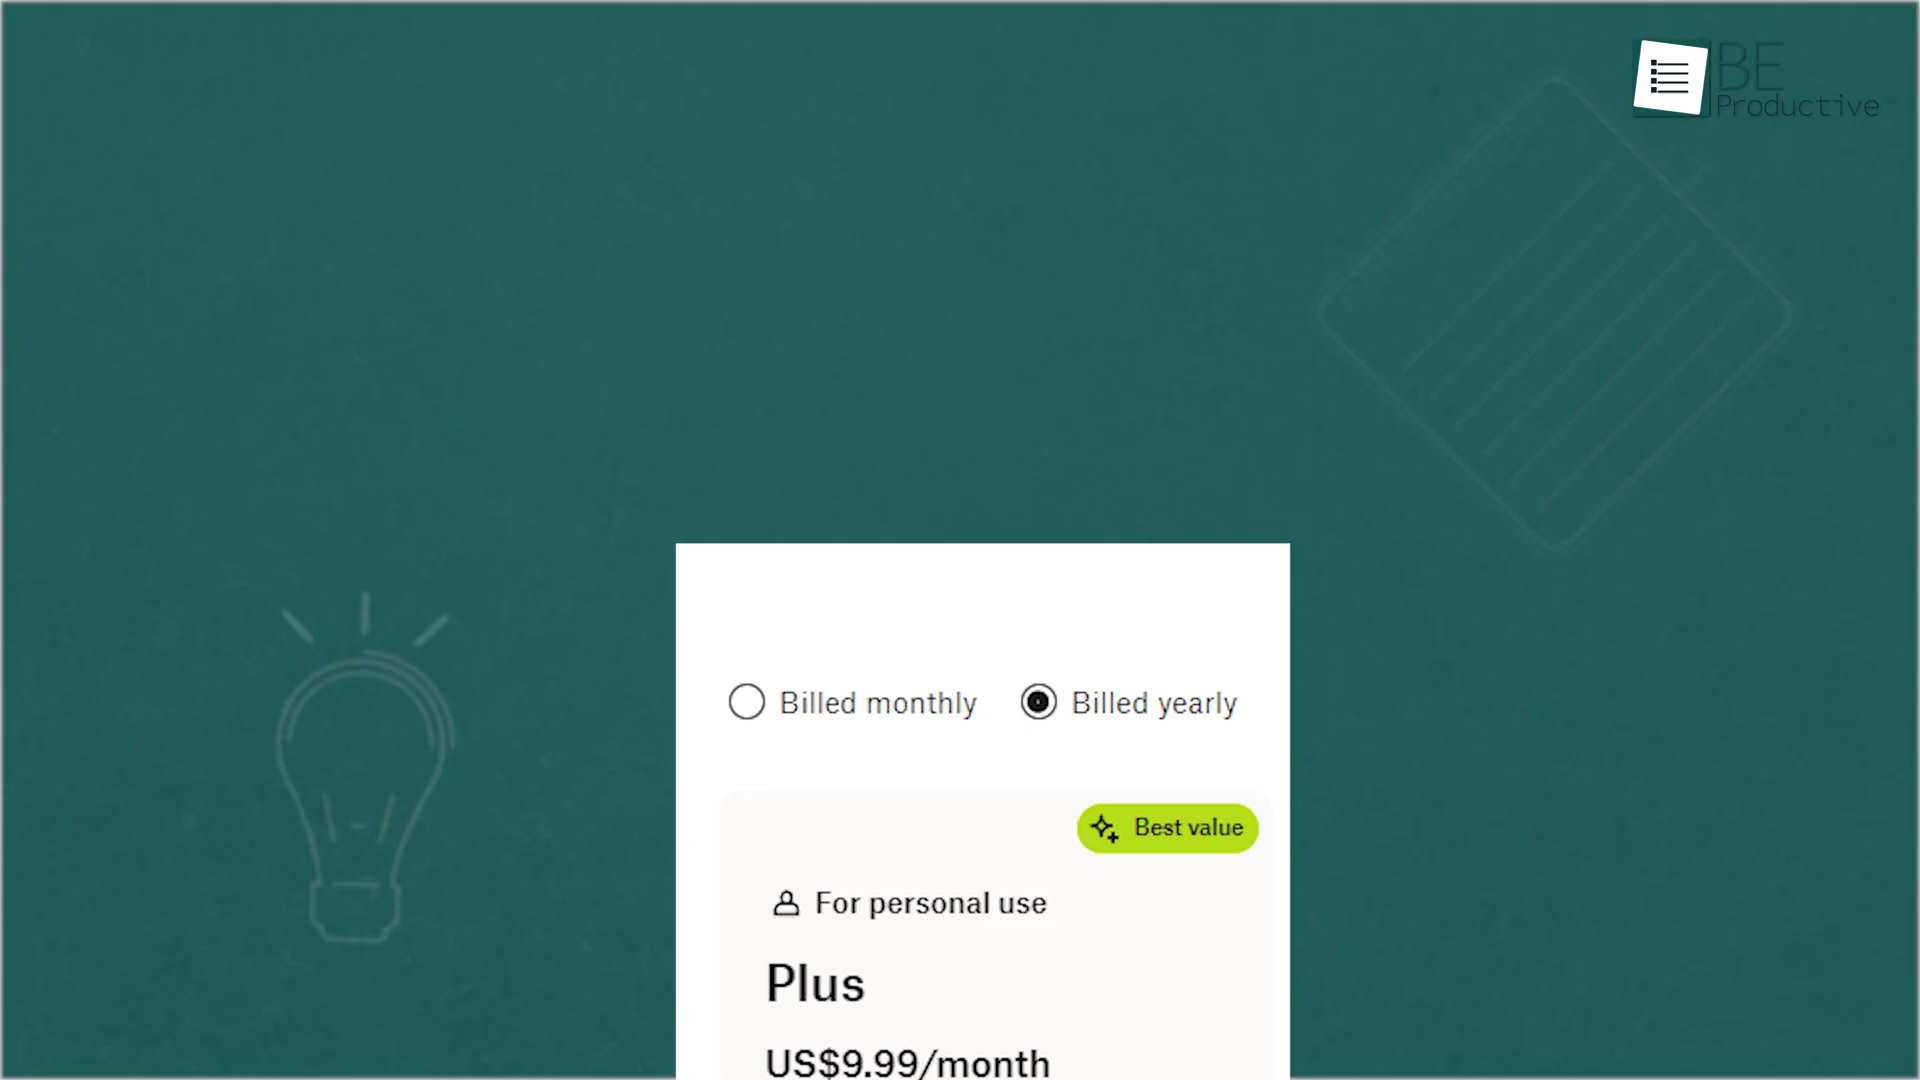 BE
Productive
Billed monthly Billed yearly
Best value
For personal use
Plus
US$9.99/month